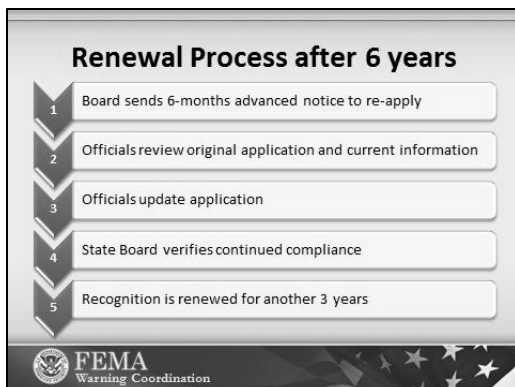 Renewal Process after 6 years
1
Board sends 6-months advanced notice to re-apply
2
Officials review original application and current information
3
Officials update application
4
State Board verifies continued compliance
5
Recognition is renewed for another 3 years
FEMA
Warning Coordination